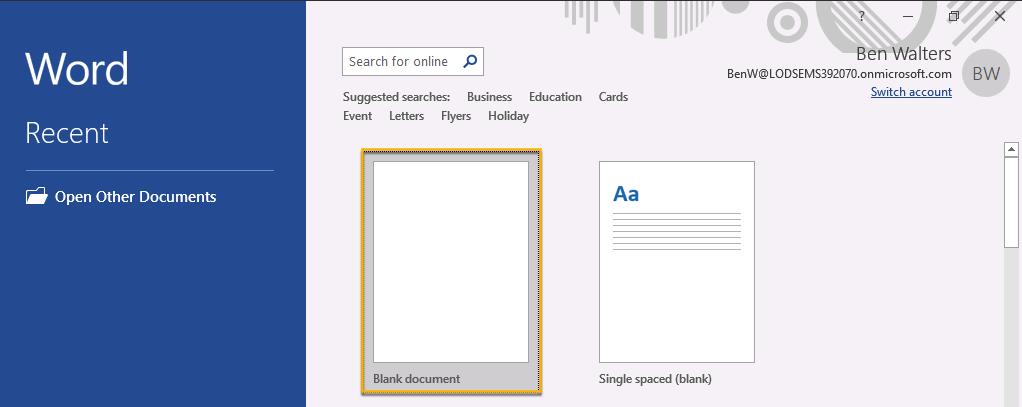 ?
Word
Recent
Open Other Documents
Search for online
Suggested searches: Business Education Cards
Event Letters Flyers Holiday
Ben Walters
BenW@LODSEMS392070.onmicrosoft.com
Switch account
BW
Aa
Blank document
Single spaced (blank)